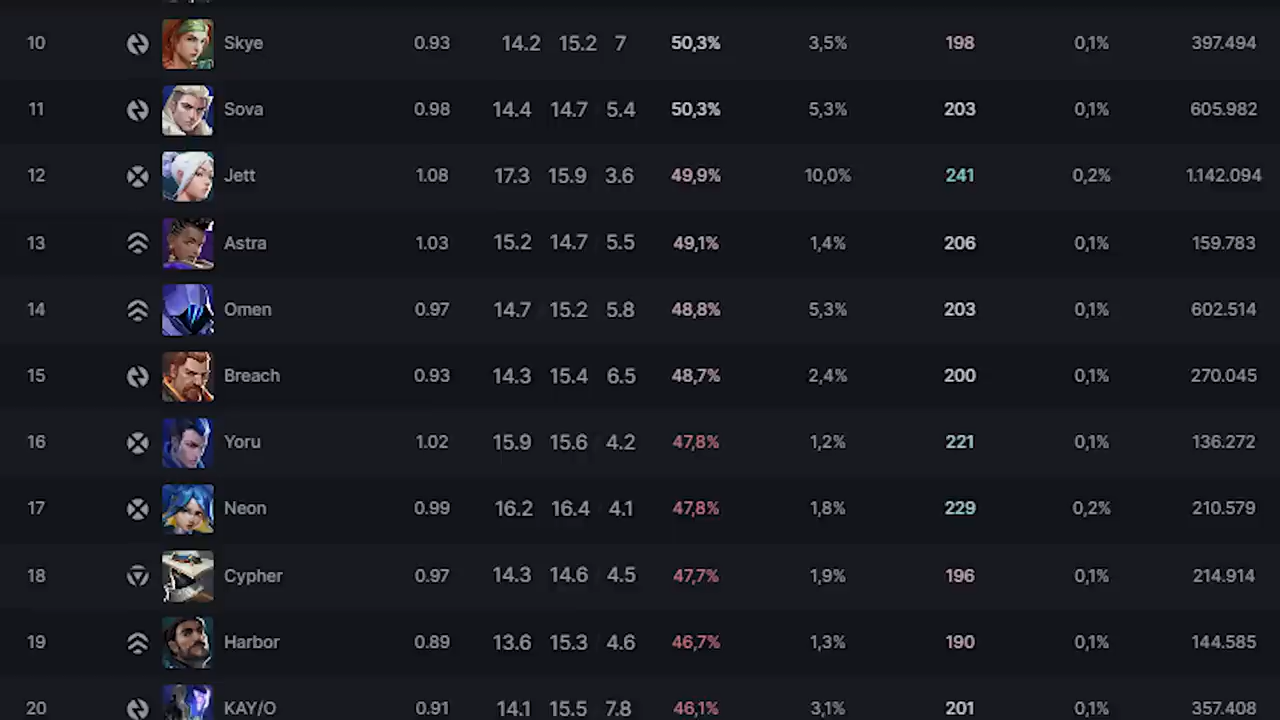 10 Skye 0.93 14.2 15.2 7 50,3% 3,5% 198 0,1% 397.494
11 Sova 0.98 14.4 14.7 5.4 50,3% 5,3% 203 0,1% 605.982
12 Jett 1.08 17.3 15.9 3.6 49,9% 10,0% 241 0,2% 1.142.094
13 Astra 1.03 15.2 14.7 5.5 49,1% 1,4% 206 0,1% 159.783
14 Omen 0.97 14.7 15.2 5.8 48,8% 5,3% 203 0,1% 602.514
15 Breach 0.93 14.3 15.4 6.5 48,7% 2,4% 200 0,1% 270.045
16 Yoru 1.02 15.9 15.6 4.2 47,8% 1,2% 221 0,1% 136.272
17 Neon 0.99 16.2 16.4 4.1 47,8% 1,8% 229 0,2% 210.579
18 Cypher 0.97 14.3 14.6 4.5 47,7% 1,9% 196 0,1% 214.914
19 Harbor 0.89 13.6 15.3 4.6 46,7% 1,3% 190 0,1% 144.585
20 KAY/O 0.91 14.1 15.5 7.8 46,1% 3,1% 201 0,1% 357.408